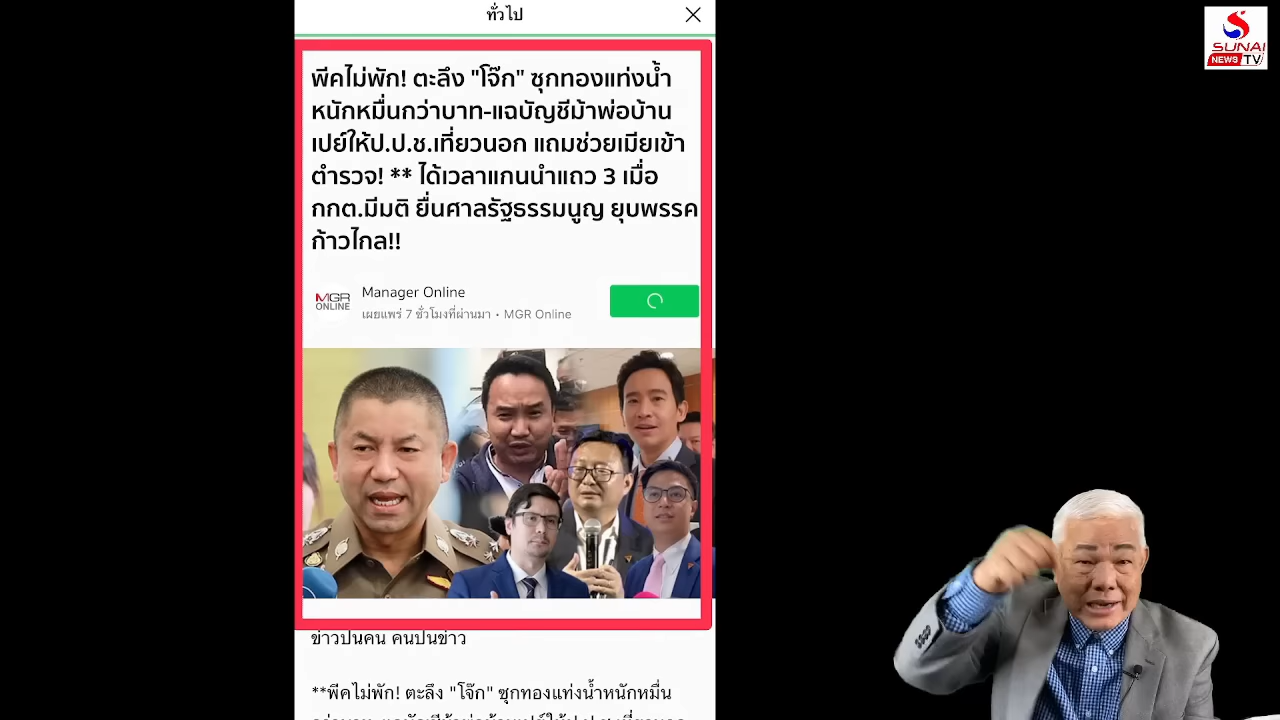 ทั่วไป
SUNAI
NEWS TV
พีคไม่พัก! ตะลึง "โจ๊ก" ซุกทองแท่งน้ำ
หนักหมื่นกว่าบาท-แฉบัญชีม้าพ่อบ้าน
เปย์ให้ป.ป.ช.เที่ยวนอก แถมช่วยเมียเข้า
ตำรวจ! ** ได้เวลาแกนนำแถว 3 เมื่อ
กกต.มีมติ ยื่นศาลรัฐธรรมนูญ ยุบพรรค
ก้าวไกล!!
MGR
ONLINE
Manager Online
เผยแพร่ 7 ชั่วโมงที่ผ่านมา • MGR Online
ข่าวปนคน คนปนข่าว
**พีคไม่พัก! ตะลึง "โจ๊ก" ซุกทองแท่งน้ำหนักหมื่น